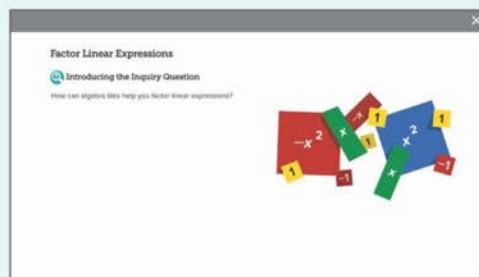 Factor Linear Expressions
Introducing the Inquiry Question
How can algebra tiles help you factor linear expressions?
−x²
x
−x
1
1
1
x²
x
−1
1
−1